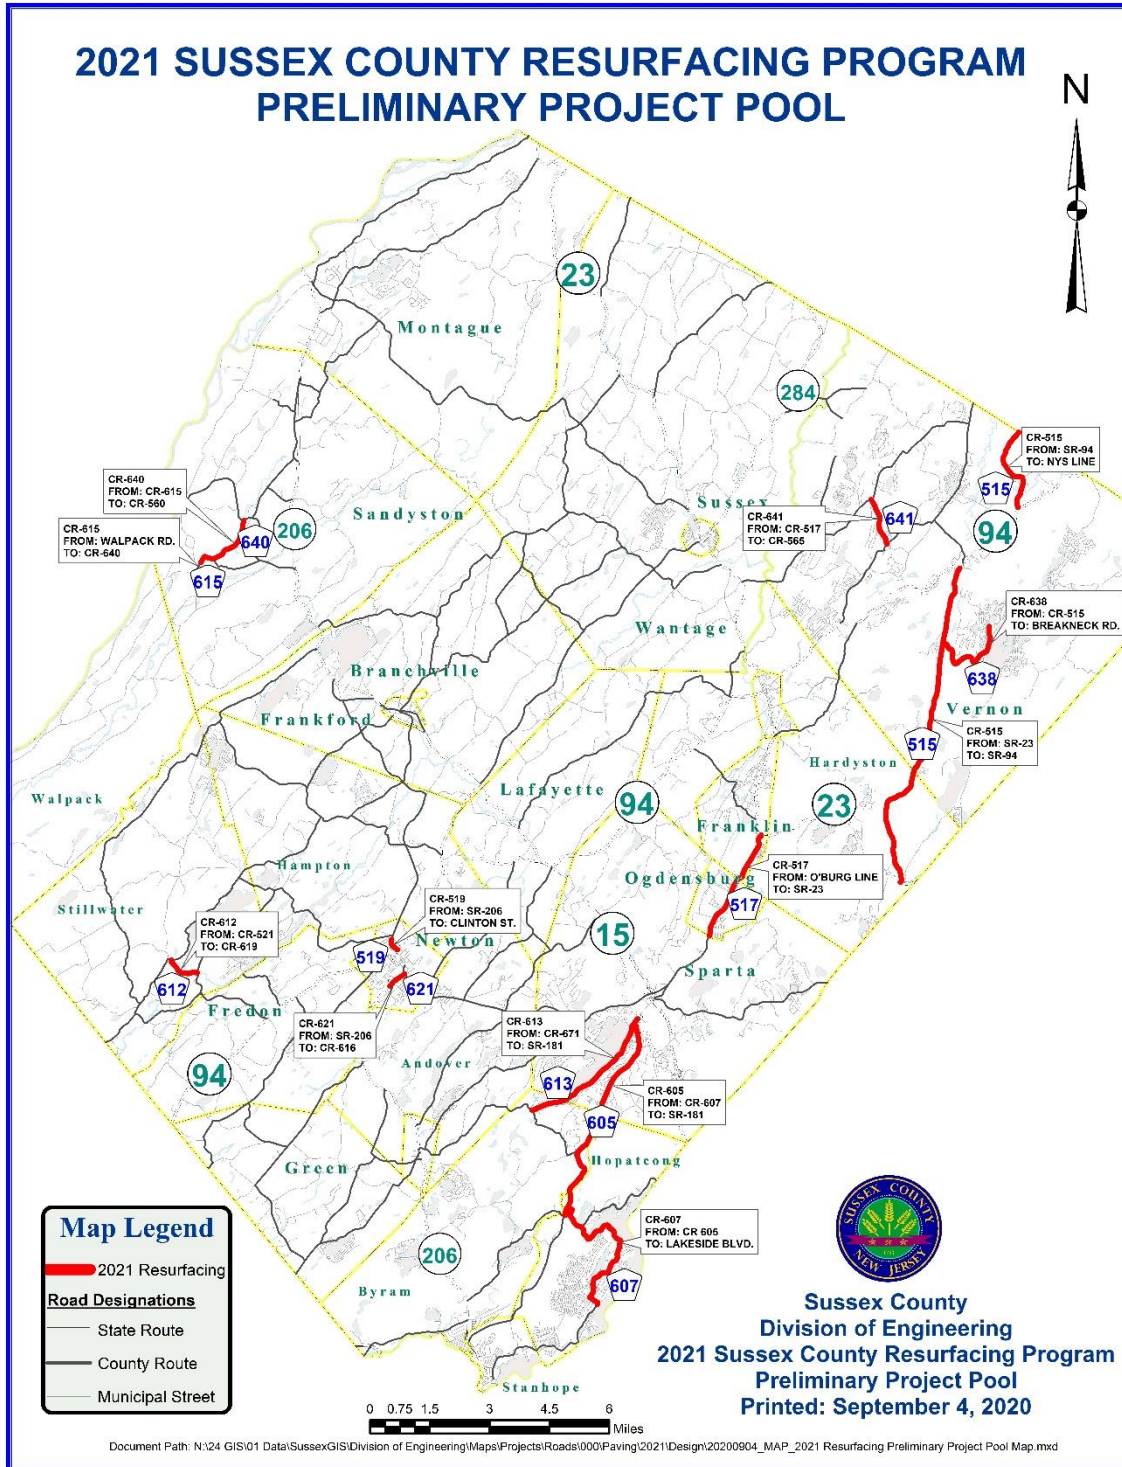 2021 SUSSEX COUNTY RESURFACING PROGRAM
PRELIMINARY PROJECT POOL
N
23
Montague
284
CR-515
FROM: SR-94
TO: NYS LINE
515
94
CR-640
FROM: CR-615
TO: CR-560
Sandyston
206
640
CR-615
FROM: WALPACK RD.
TO: CR-640
615
Sussex
CR-641
FROM: CR-517
TO: CR-565
641
Wantage
CR-638
FROM: CR-515
TO: BREAKNECK RD.
638
Vernon
Branchville
Frankford
CR-515
FROM: SR-23
TO: SR-94
515
Hardyston
23
Walpack
Lafayette
94
Franklin
Ogdensburg
CR-517
FROM: O'BURG LINE
TO: SR-23
517
Hampton
Stillwater
CR-612
FROM: CR-521
TO: CR-619
612
CR-519
FROM: SR-206
TO: CLINTON ST.
Newton
519
621
15
Sparta
Fredon
CR-621
FROM: SR-206
TO: CR-616
CR-613
FROM: CR-671
TO: SR-181
613
Andover
94
CR-605
FROM: CR-607
TO: SR-181
605
Hopatcong
Green
CR-607
FROM: CR 605
TO: LAKESIDE BLVD.
607
206
Byram
Stanhope
Map Legend
2021 Resurfacing
Road Designations
State Route
County Route
Municipal Street
0 0.75 1.5 3 4.5 6
Miles
SUSSEX COUNTY
NEW JERSEY
Sussex County
Division of Engineering
2021 Sussex County Resurfacing Program
Preliminary Project Pool
Printed: September 4, 2020
Document Path: N:\24 GIS\01 Data\SussexGIS\Division of Engineering\Maps\Projects\Roads\000\Paving\2021\Design\20200904_MAP_2021 Resurfacing Preliminary Project Pool Map.mxd